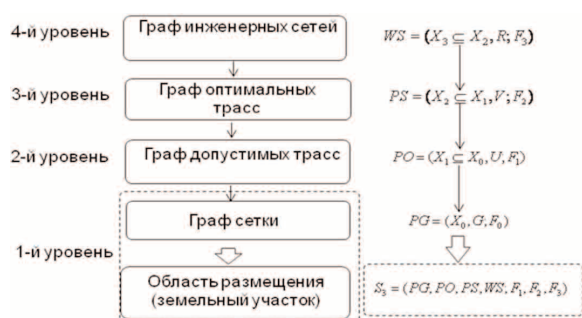 4-й уровень
Граф инженерных сетей
WS = (X₃ ⊆ X₂, R; F₃)
3-й уровень
Граф оптимальных
трасс
PS = (X₂ ⊆ X₁, V; F₂)
2-й уровень
Граф допустимых трасс
PO = (X₁ ⊆ X₀, U, F₁)
Граф сетки
PG = (X₀, G, F₀)
1-й уровень
Область размещения
(земельный участок)
S₃ = (PG, PO, PS, WS, F₁, F₂, F₃)